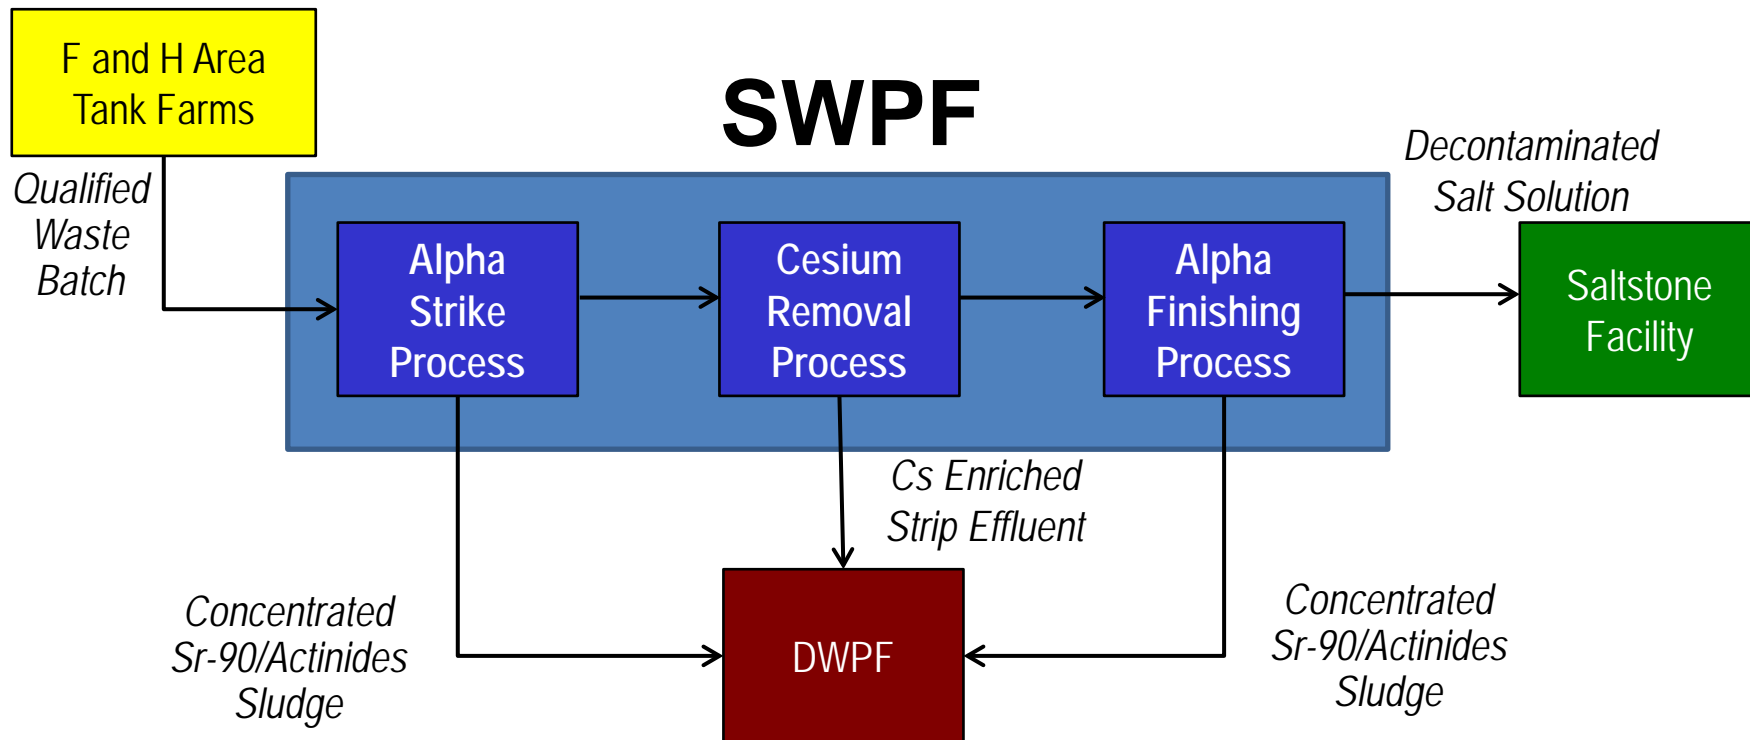 F and H Area
Tank Farms
SWPF
Qualified
Waste
Batch
Decontaminated
Salt Solution
Alpha
Strike
Process
Cesium
Removal
Process
Alpha
Finishing
Process
Saltstone
Facility
Cs Enriched
Strip Effluent
Concentrated
Sr-90/Actinides
Sludge
DWPF
Concentrated
Sr-90/Actinides
Sludge